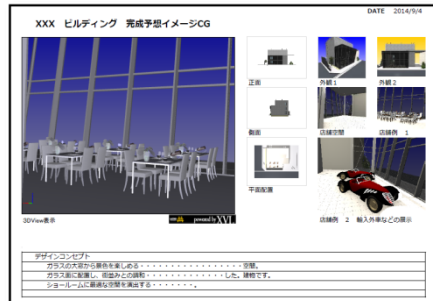 DATE 2014/9/4
XXX ビルディング 完成予想イメージCG
正面
外観1
外観2
側面
店舗空間
店舗例 1
平面配置
3DView表示
powered by XVL
店舗例 2 輸入外車などの展示
デザインコンセプト
ガラスの大窓から景色を楽しめる・・・・・・・・・・・・・・・・・空間。
ガラス面に配置し、街並みとの調和・・・・・・・・・・・した。建物です。
ショールームに最適な空間を演出する・・・・・・・。